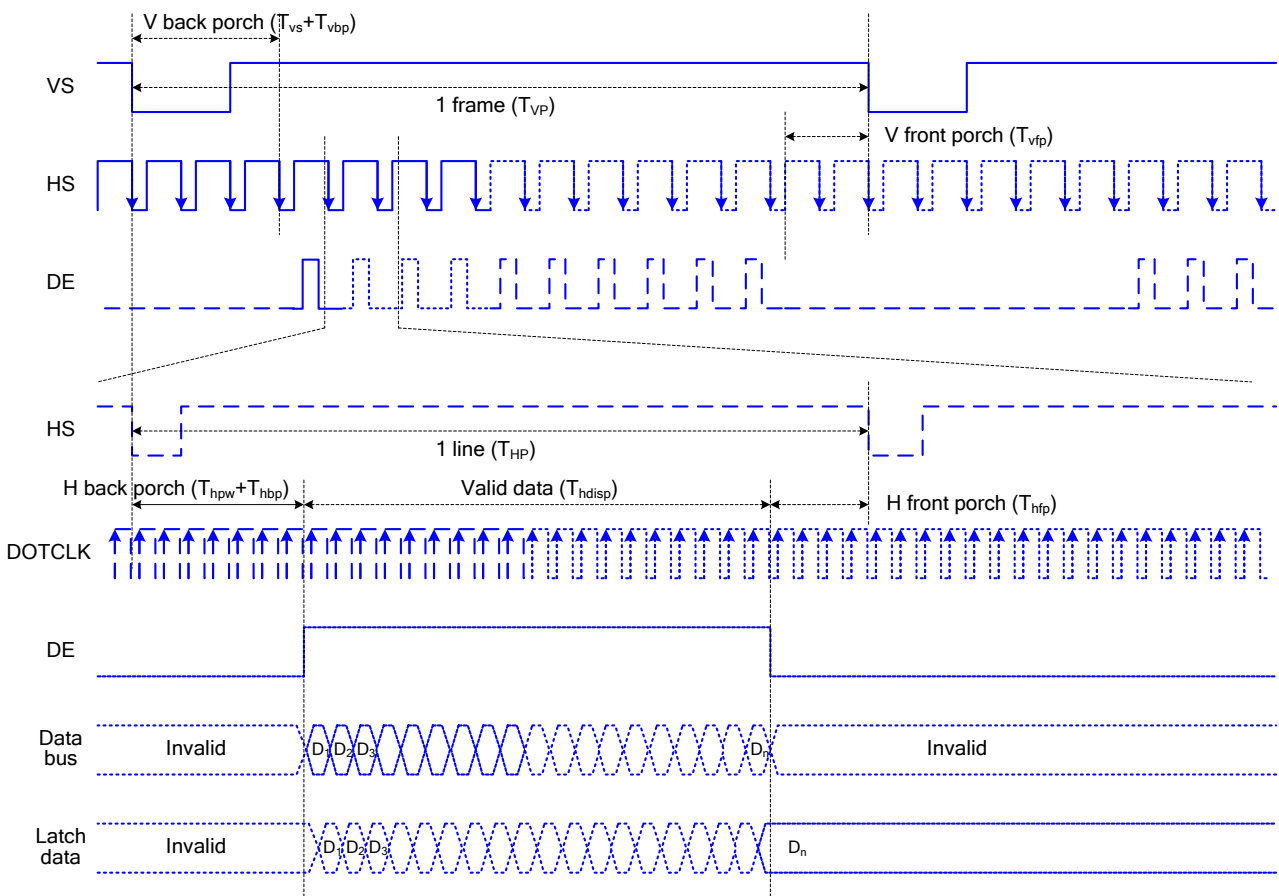 V back porch (Tvs+Tvbp)
VS
1 frame (TVP)
V front porch (Tvfp)
HS
DE
HS
1 line (THP)
H back porch (Thpw+Thbp)
Valid data (Thdisp)
H front porch (Thfp)
DOTCLK
DE
Data
bus
Invalid
D1
D2
D3
Dn
Invalid
Latch
data
Invalid
D1
D2
D3
Dn